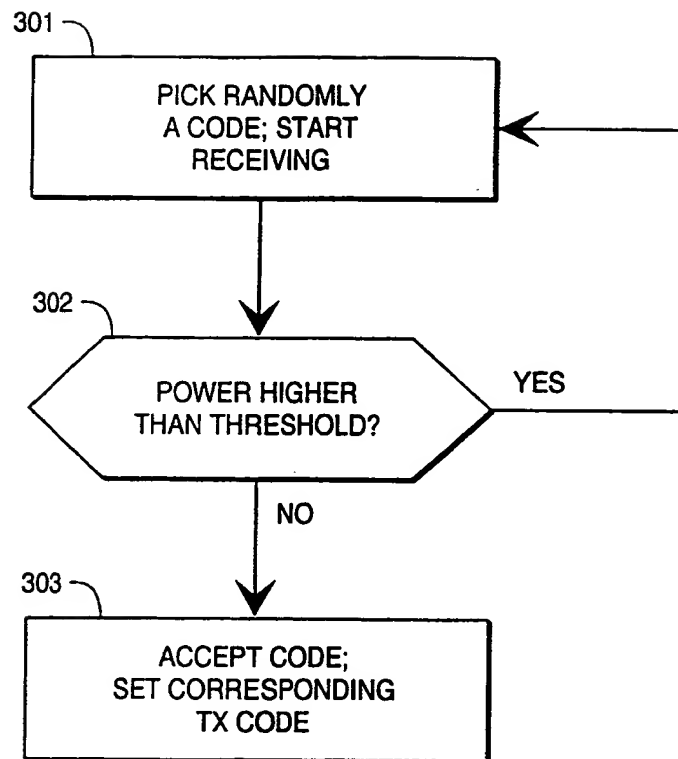 301
PICK RANDOMLY
A CODE; START
RECEIVING
302
POWER HIGHER
THAN THRESHOLD?
YES
NO
303
ACCEPT CODE;
SET CORRESPONDING
TX CODE